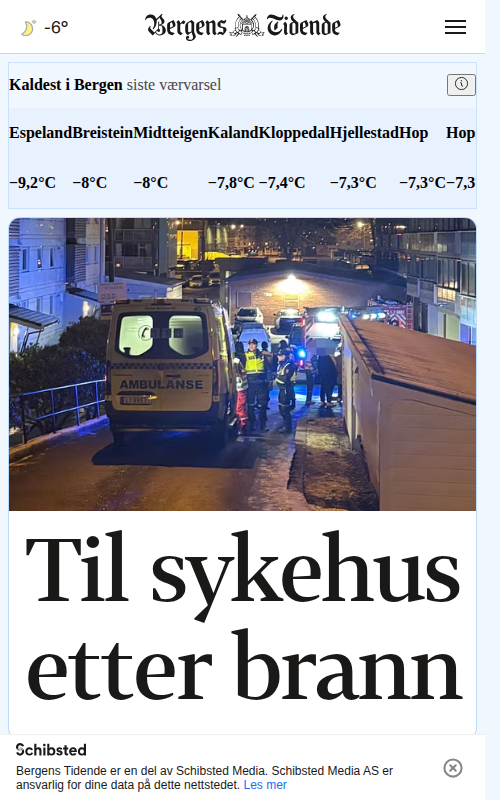 -6°
Bergens Tidende
Kaldest i Bergen siste værvarsel
Espeland Breistein Midtteigen Kaland Kloppedal Hjellestad Hop Hop
−9,2°C −8°C −8°C −7,8°C −7,4°C −7,3°C −7,3°C −7,3
AMBULANSE
Til sykehus
etter brann
Schibsted
Bergens Tidende er en del av Schibsted Media. Schibsted Media AS er
ansvarlig for dine data på dette nettstedet. Les mer